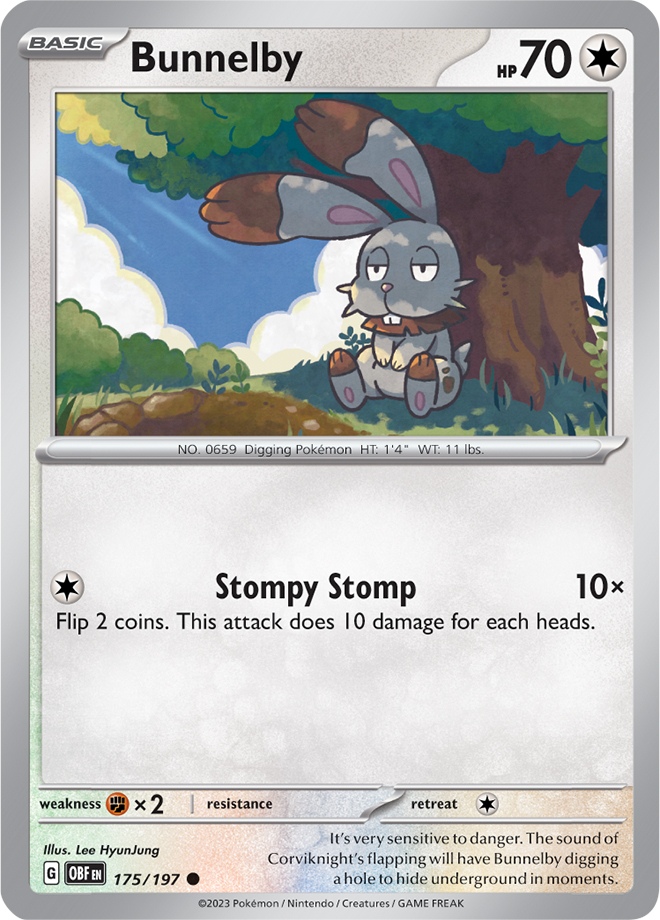 BASIC Bunnelby HP 70
NO. 0659 Digging Pokémon HT: 1'4" WT: 11 lbs.
Stompy Stomp 10×
Flip 2 coins. This attack does 10 damage for each heads.
weakness ×2 resistance retreat
It's very sensitive to danger. The sound of
Corviknight's flapping will have Bunnelby digging
a hole to hide underground in moments.
Illus. Lee HyunJung
G OBF EN 175/197
©2023 Pokémon / Nintendo / Creatures / GAME FREAK